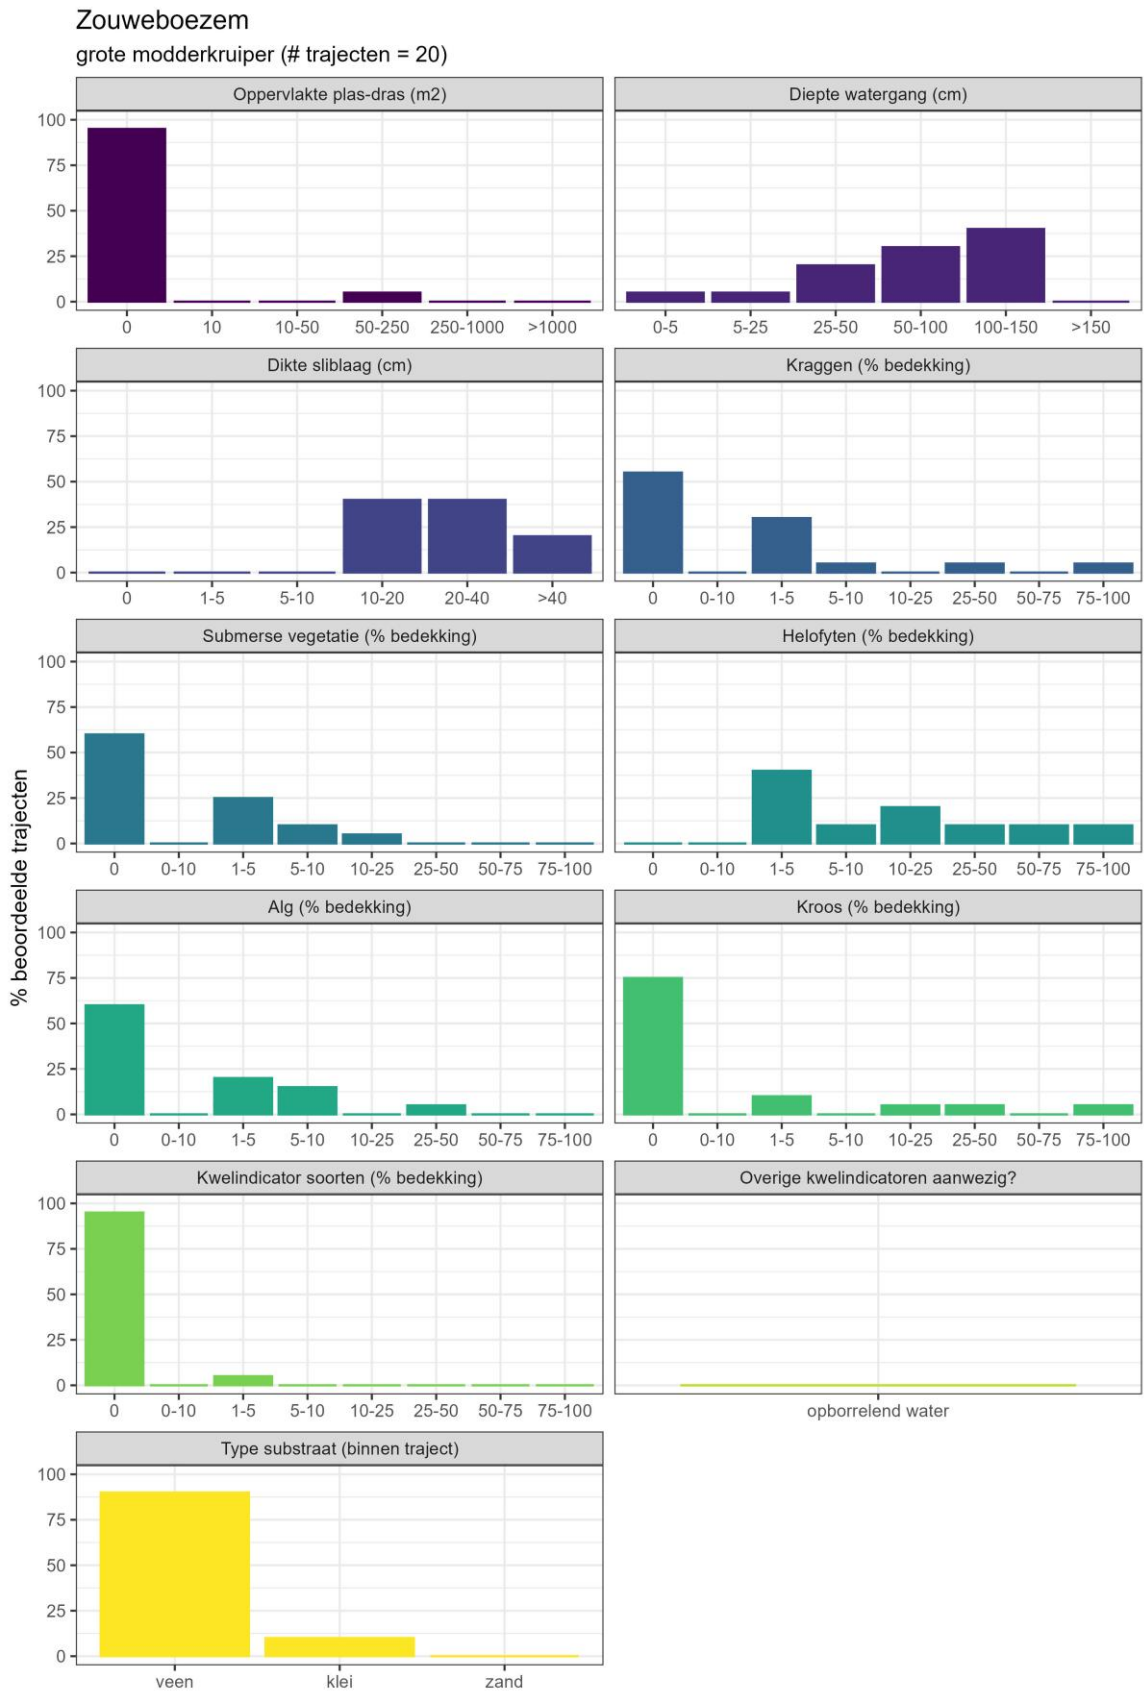 Zouweboezem
grote modderkruiper (# trajecten = 20)
% beoordeelde trajecten
Oppervlakte plas-dras (m2)
100
75
50
25
0
0 10 10-50 50-250 250-1000 >1000
Diepte watergang (cm)
0-5 5-25 25-50 50-100 100-150 >150
Dikte sliblaag (cm)
100
75
50
25
0
0 1-5 5-10 10-20 20-40 >40
Kraggen (% bedekking)
0 0-10 1-5 5-10 10-25 25-50 50-75 75-100
Submerse vegetatie (% bedekking)
100
75
50
25
0
0 0-10 1-5 5-10 10-25 25-50 50-75 75-100
Helofyten (% bedekking)
0 0-10 1-5 5-10 10-25 25-50 50-75 75-100
Alg (% bedekking)
100
75
50
25
0
0 0-10 1-5 5-10 10-25 25-50 50-75 75-100
Kroos (% bedekking)
0 0-10 1-5 5-10 10-25 25-50 50-75 75-100
Kwelindicator soorten (% bedekking)
100
75
50
25
0
0 0-10 1-5 5-10 10-25 25-50 50-75 75-100
Overige kwelindicatoren aanwezig?
opborrelend water
Type substraat (binnen traject)
100
75
50
25
0
veen klei zand